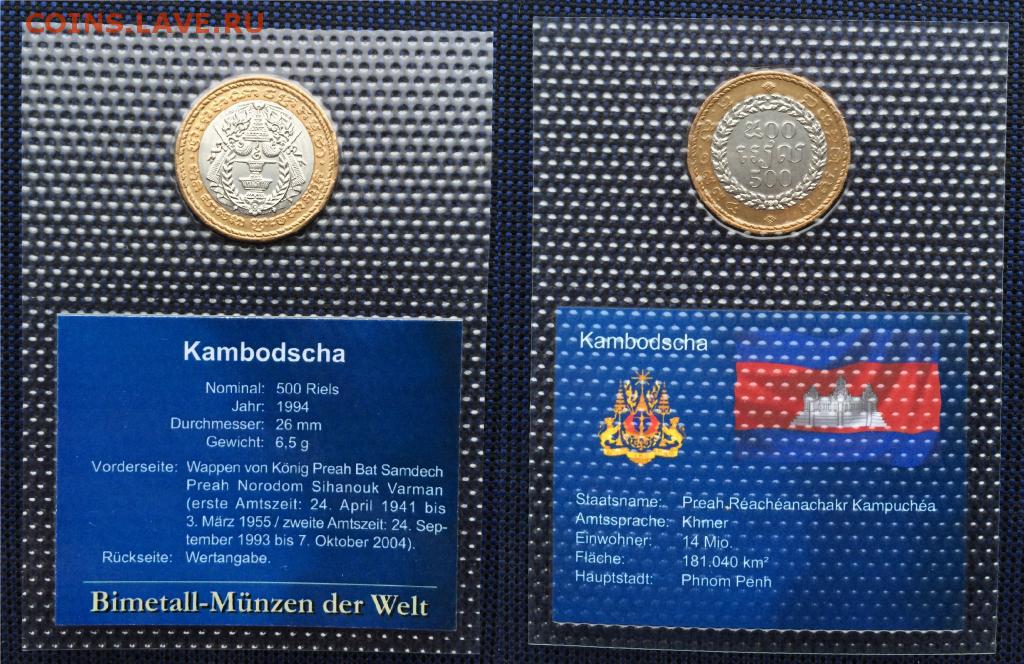 COINS.LAVE.RU
៥០០
រៀល
500
Kambodscha
Nominal: 500 Riels
Jahr: 1994
Durchmesser: 26 mm
Gewicht: 6,5 g
Vorderseite: Wappen von König Preah Bat Samdech
Preah Norodom Sihanouk Varman
(erste Amtszeit: 24. April 1941 bis
3. März 1955 / zweite Amtszeit: 24. Sep-
tember 1993 bis 7. Oktober 2004).
Rückseite: Wertangabe.
Bimetall-Münzen der Welt
Kambodscha
Staatsname: Preah Réachéanachakr Kampuchéa
Amtssprache: Khmer
Einwohner: 14 Mio.
Fläche: 181.040 km²
Hauptstadt: Phnom Penh